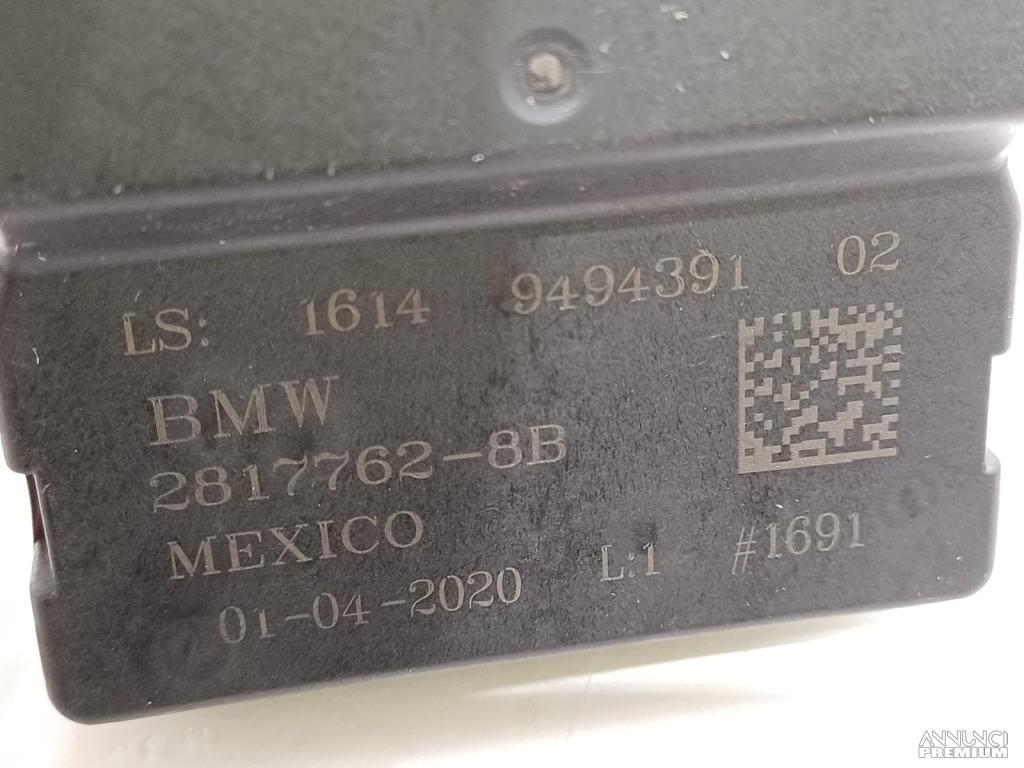 LS: 1614 9494391 02
BMW
2817762-8B
MEXICO
01-04-2020 L:1 #1691
ANNUNCI
PREMIUM